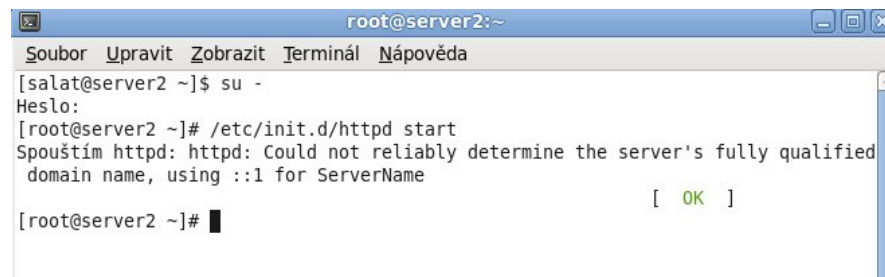 root@server2:~
Soubor Upravit Zobrazit Terminál Nápověda
[salat@server2 ~]$ su -
Heslo:
[root@server2 ~]# /etc/init.d/httpd start
Spouštím httpd: httpd: Could not reliably determine the server's fully qualified
domain name, using ::1 for ServerName
[ OK ]
[root@server2 ~]#